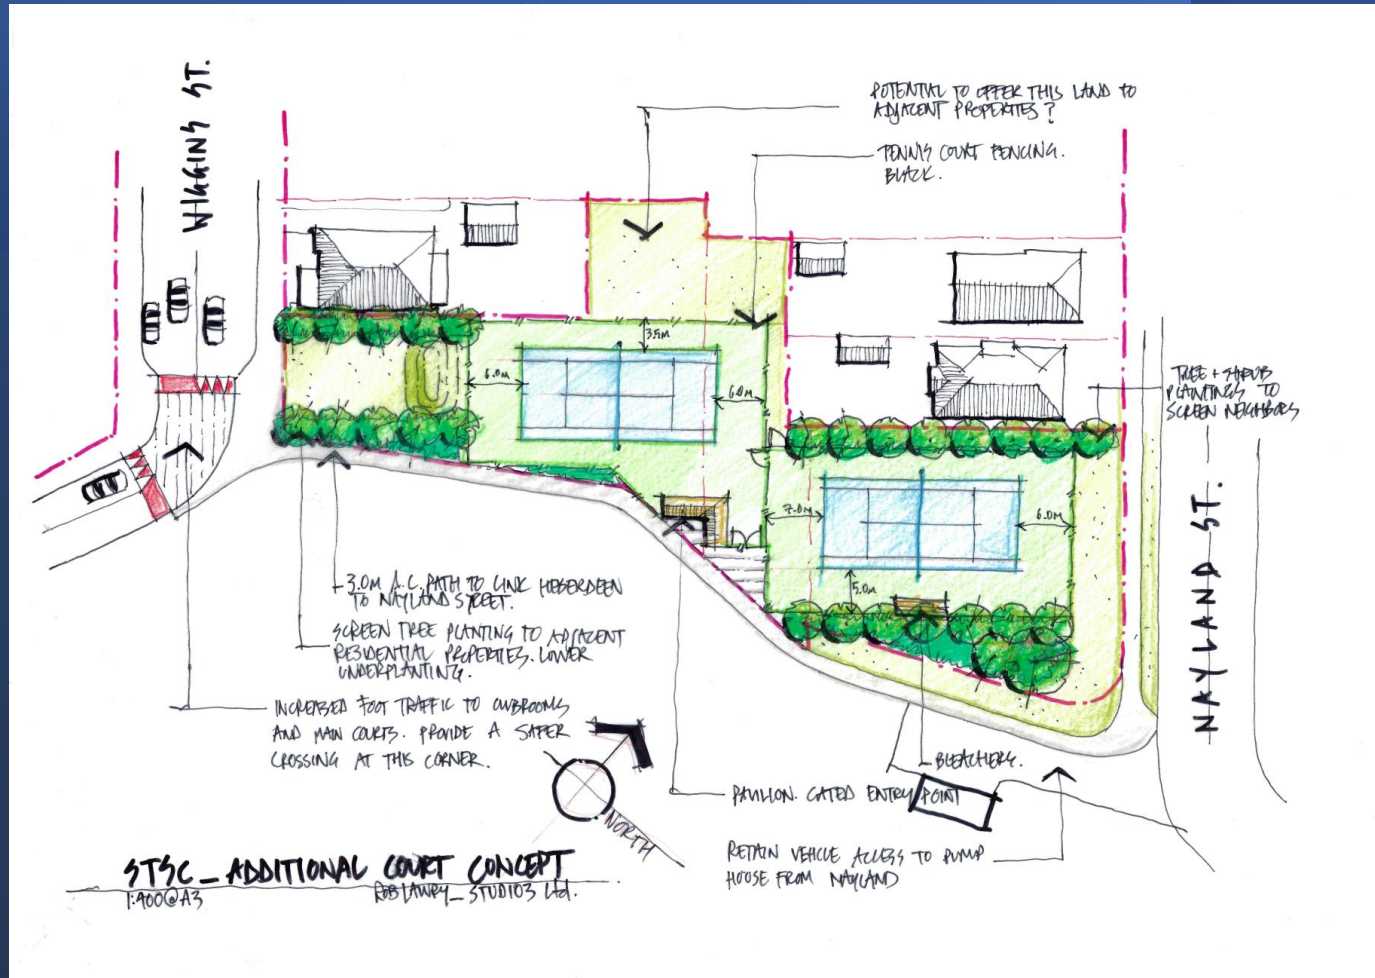 WIGGINS ST.
POTENTIAL TO OFFER THIS LAND TO
ADJACENT PROPERTIES?
TENNIS COURT FENCING.
BLACK.
3.5M
6.0M
6.0M
TREE + SHRUB
PLANTINGS TO
SCREEN NEIGHBORS
7.0M
6.0M
5.0M
NAYLAND ST.
3.0M A.C. PATH TO LINK HEBERDEEN
TO NAYLAND STREET.
SCREEN TREE PLANTING TO ADJACENT
RESIDENTIAL PROPERTIES. LOWER
UNDERPLANTING.
INCREASED FOOT TRAFFIC TO CLUBROOMS
AND MAIN COURTS. PROVIDE A SAFER
CROSSING AT THIS CORNER.
BLEACHERS.
PAVILION. GATED ENTRY POINT
NORTH
RETAIN VEHICLE ACCESS TO PUMP
HOUSE FROM NAYLAND
STSC_ADDITIONAL COURT CONCEPT
1:400@A3
ROB LAWRY_STUDIO3 Ltd.